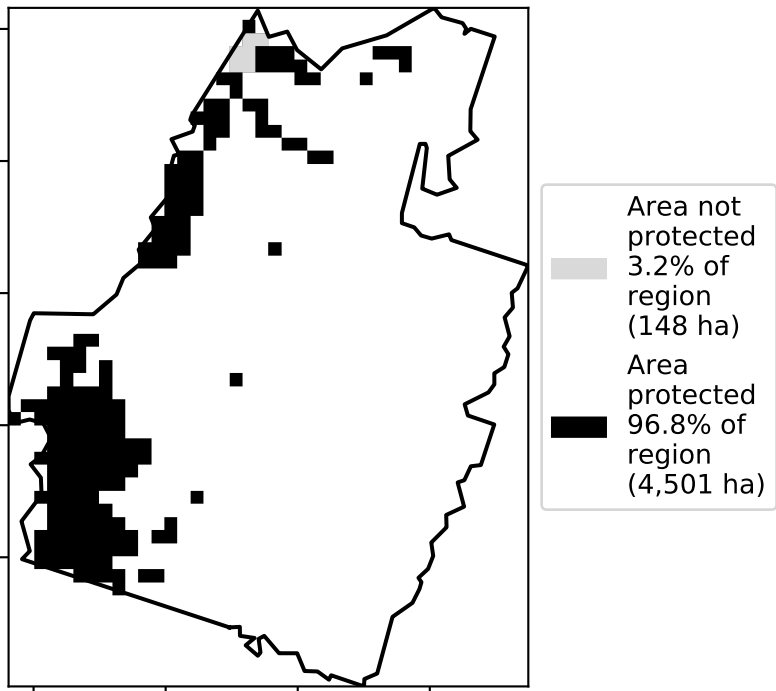 Area not
protected
3.2% of
region
(148 ha)
Area
protected
96.8% of
region
(4,501 ha)